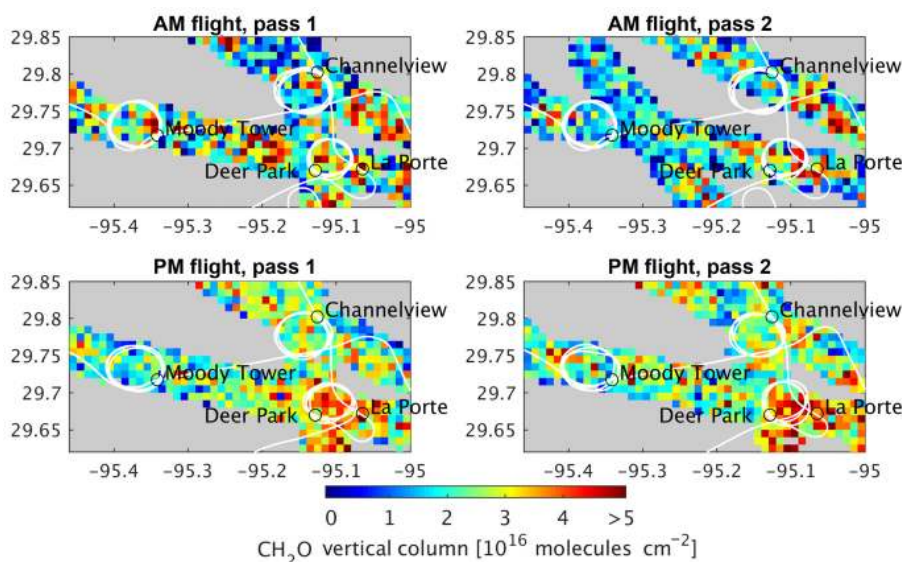 AM flight, pass 1
AM flight, pass 2
29.85
29.8
29.75
29.7
29.65
Channelview
Moody Tower
Deer Park
La Porte
−95.4
−95.3
−95.2
−95.1
−95
29.85
29.8
29.75
29.7
29.65
Channelview
Moody Tower
Deer Park
La Porte
−95.4
−95.3
−95.2
−95.1
−95
PM flight, pass 1
PM flight, pass 2
29.85
29.8
29.75
29.7
29.65
Channelview
Moody Tower
Deer Park
La Porte
−95.4
−95.3
−95.2
−95.1
−95
29.85
29.8
29.75
29.7
29.65
Channelview
Moody Tower
Deer Park
La Porte
−95.4
−95.3
−95.2
−95.1
−95
0 1 2 3 4 >5
CH₂O vertical column [10¹⁶ molecules cm⁻²]